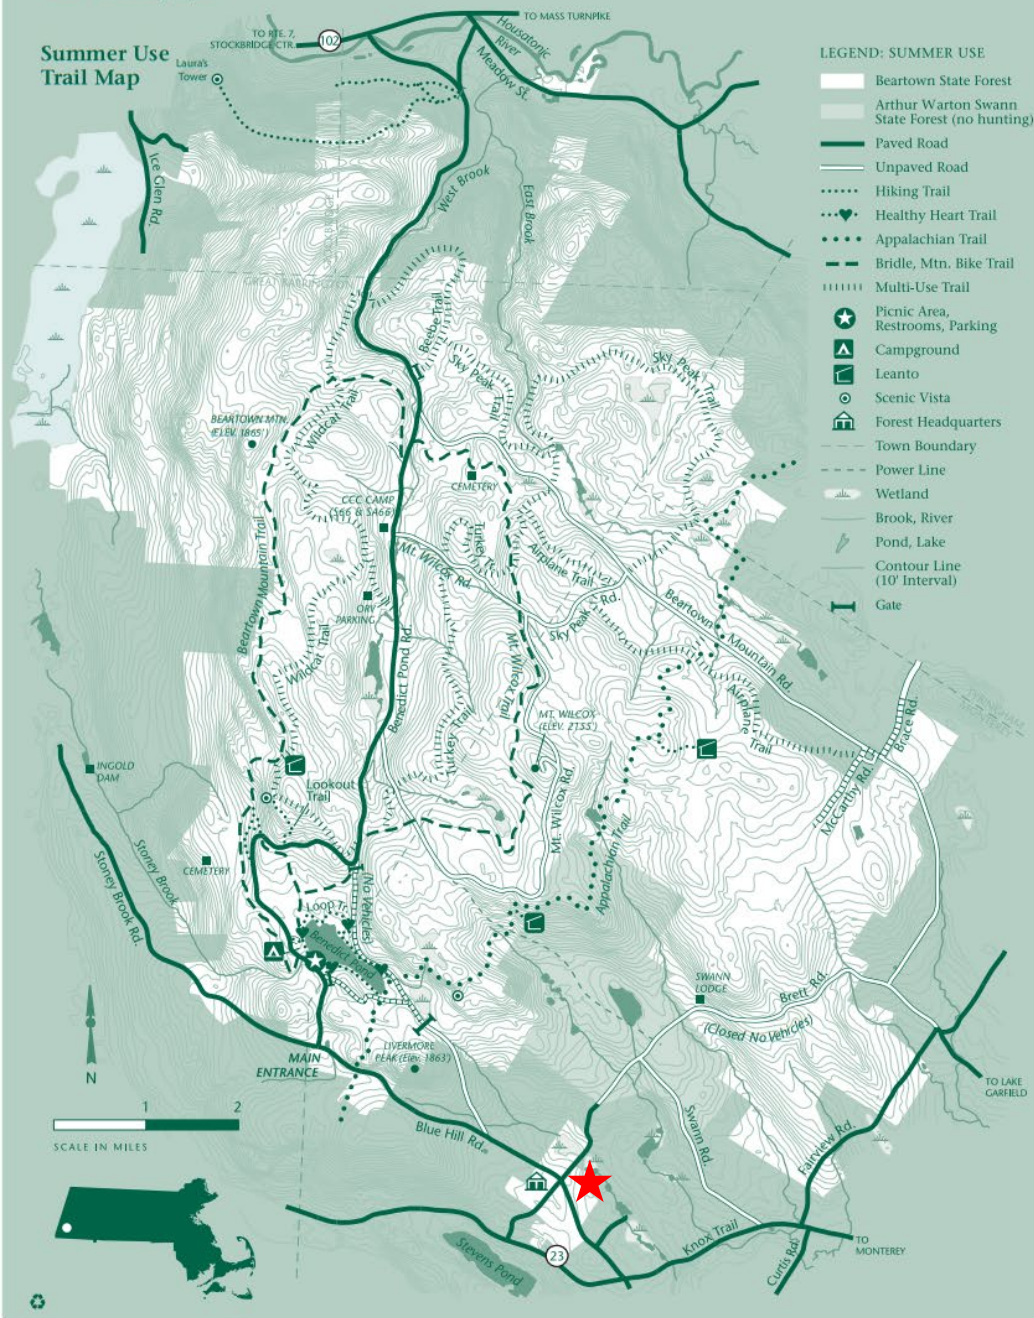 TO MASS TURNPIKE
TO RTE. 7,
STOCKBRIDGE CTR.
102
Housatonic
River
Meadow St.
Summer Use
Trail Map
Laura's
Tower
Ice Glen Rd.
West Brook
East Brook
GREAT BARRINGTON
Beebe Trail
Sky Peak
Trail
Sky Peak Trail
Wildcat Trail
BEARTOWN MTN.
(ELEV. 1865')
CEMETERY
CCC CAMP
(S66 & SA66)
Turkey Tr.
Mt. Wilcox Rd.
Airplane Trail
Beartown Mountain Trail
ORV
PARKING
Sky Peak Rd.
Beartown
Mountain Rd.
Wildcat Trail
Benedict Pond Rd.
Mt. Wilcox Trail
Turkey Trail
MT. WILCOX
(ELEV. 2155')
Airplane
Trail
Brace Rd.
McCarthy Rd.
INGOLD
DAM
Lookout
Trail
Mt. Wilcox Rd.
Appalachian Trail
Stoney Brook
Stoney Brook Rd.
CEMETERY
(No Vehicles)
Loop Tr.
Benedict Pond
SWANN
LODGE
Brett Rd.
(Closed No Vehicles)
MAIN
ENTRANCE
LIVERMORE
PEAK (Elev. 1863')
N
TO LAKE
GARFIELD
1 2
SCALE IN MILES
Blue Hill Rd.
Swann Rd.
Fairview Rd.
Knox Trail
TO
MONTEREY
Curtis Rd.
23
Stevens Pond
LEGEND: SUMMER USE
Beartown State Forest
Arthur Warton Swann
State Forest (no hunting)
Paved Road
Unpaved Road
Hiking Trail
Healthy Heart Trail
Appalachian Trail
Bridle, Mtn. Bike Trail
Multi-Use Trail
Picnic Area,
Restrooms, Parking
Campground
Leanto
Scenic Vista
Forest Headquarters
Town Boundary
Power Line
Wetland
Brook, River
Pond, Lake
Contour Line
(10' Interval)
Gate